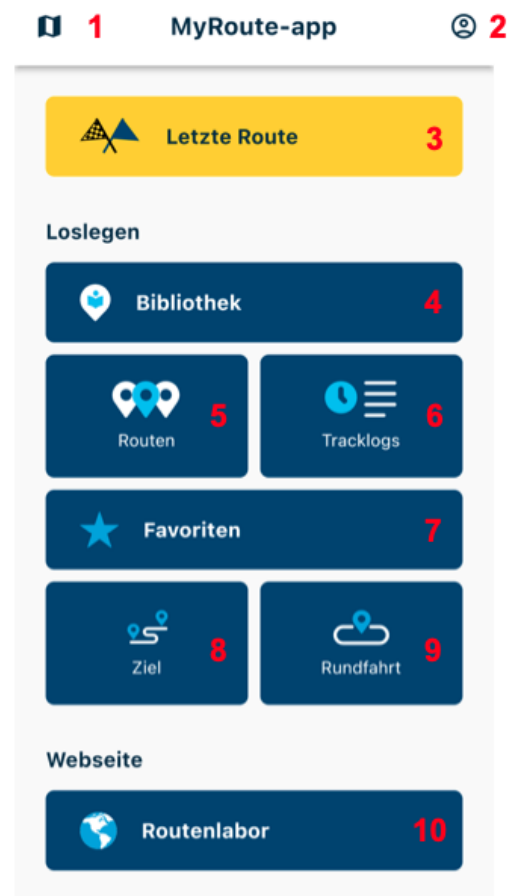 1 MyRoute-app 2
Letzte Route 3
Loslegen
Bibliothek 4
Routen 5
Tracklogs 6
Favoriten 7
Ziel 8
Rundfahrt 9
Webseite
Routenlabor 10